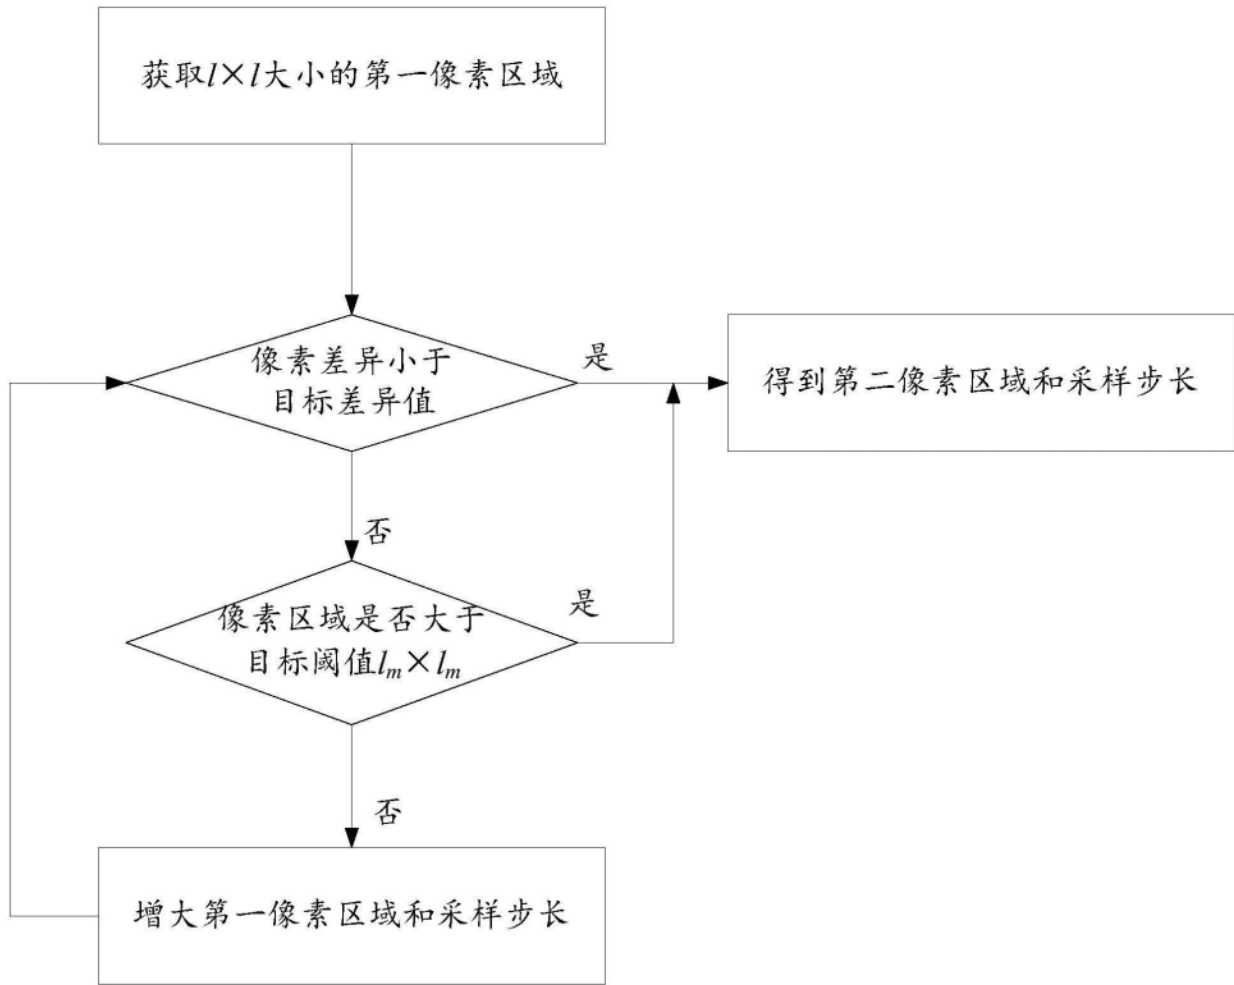 获取l×l大小的第一像素区域
像素差异小于
目标差异值
是
得到第二像素区域和采样步长
否
像素区域是否大于
目标阈值lm×lm
是
否
增大第一像素区域和采样步长